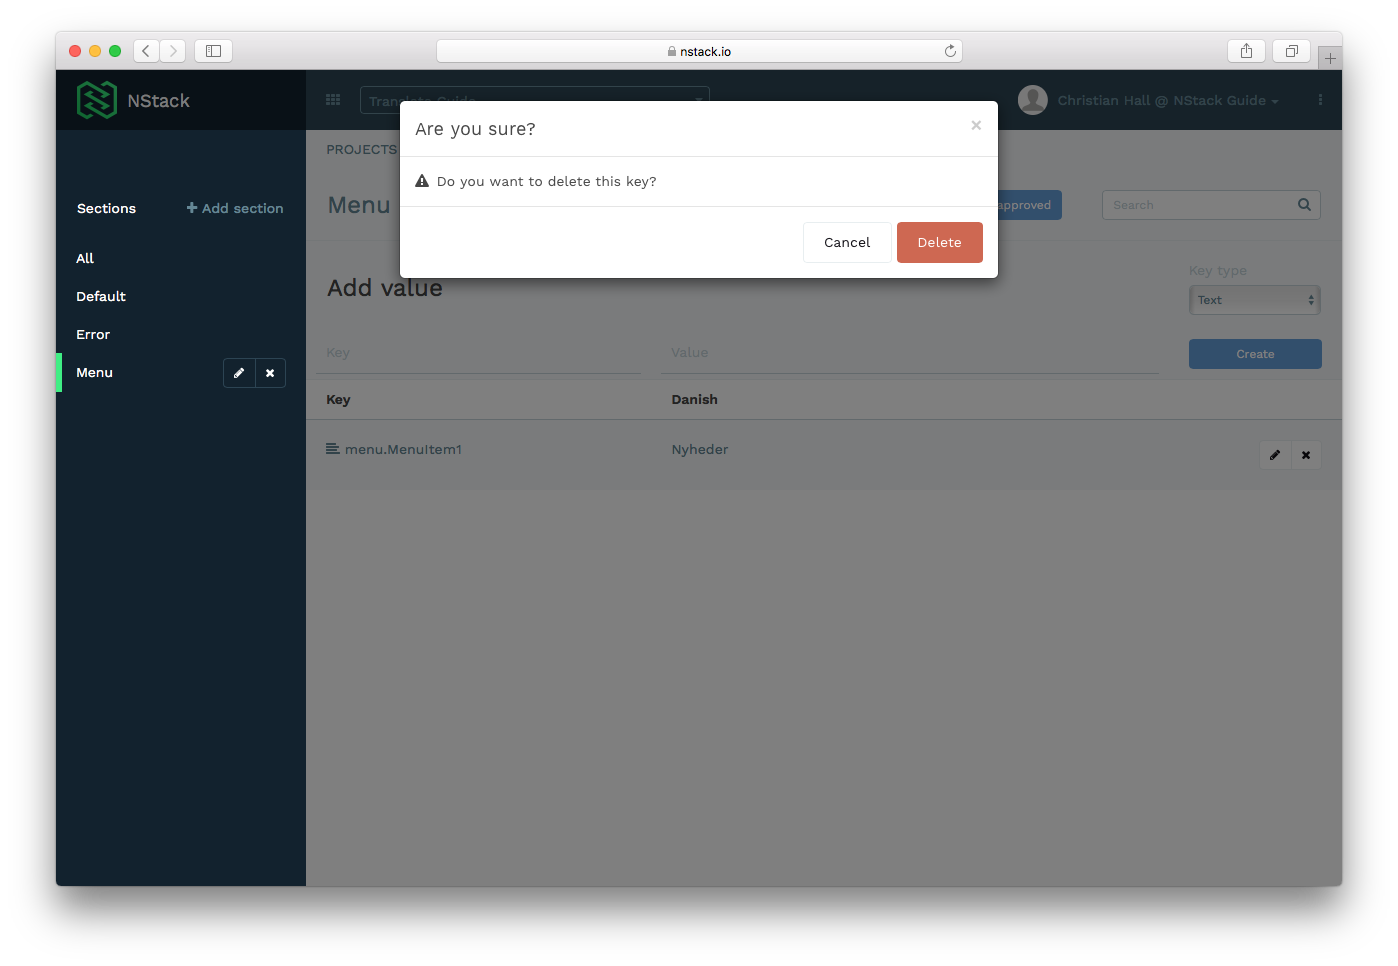 nstack.io
NStack
Translate Guide
Christian Hall @ NStack Guide
Are you sure?
×
Do you want to delete this key?
Cancel
Delete
PROJECTS
Sections
+ Add section
Menu
approved
Search
All
Default
Error
Menu
Add value
Key type
Text
Key
Value
Create
Key
Danish
menu.MenuItem1
Nyheder